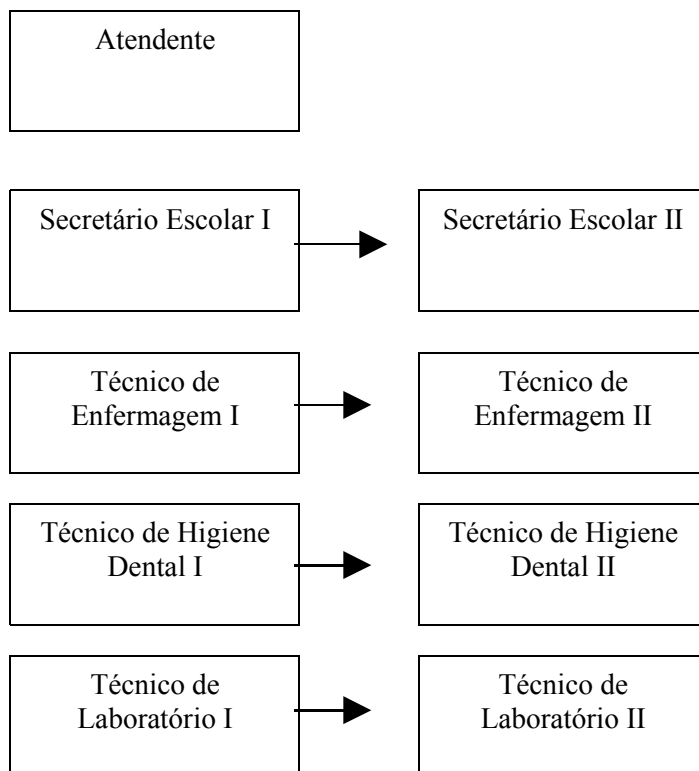 Atendente
Secretário Escolar I
Secretário Escolar II
Técnico de
Enfermagem I
Técnico de
Enfermagem II
Técnico de Higiene
Dental I
Técnico de Higiene
Dental II
Técnico de
Laboratório I
Técnico de
Laboratório II